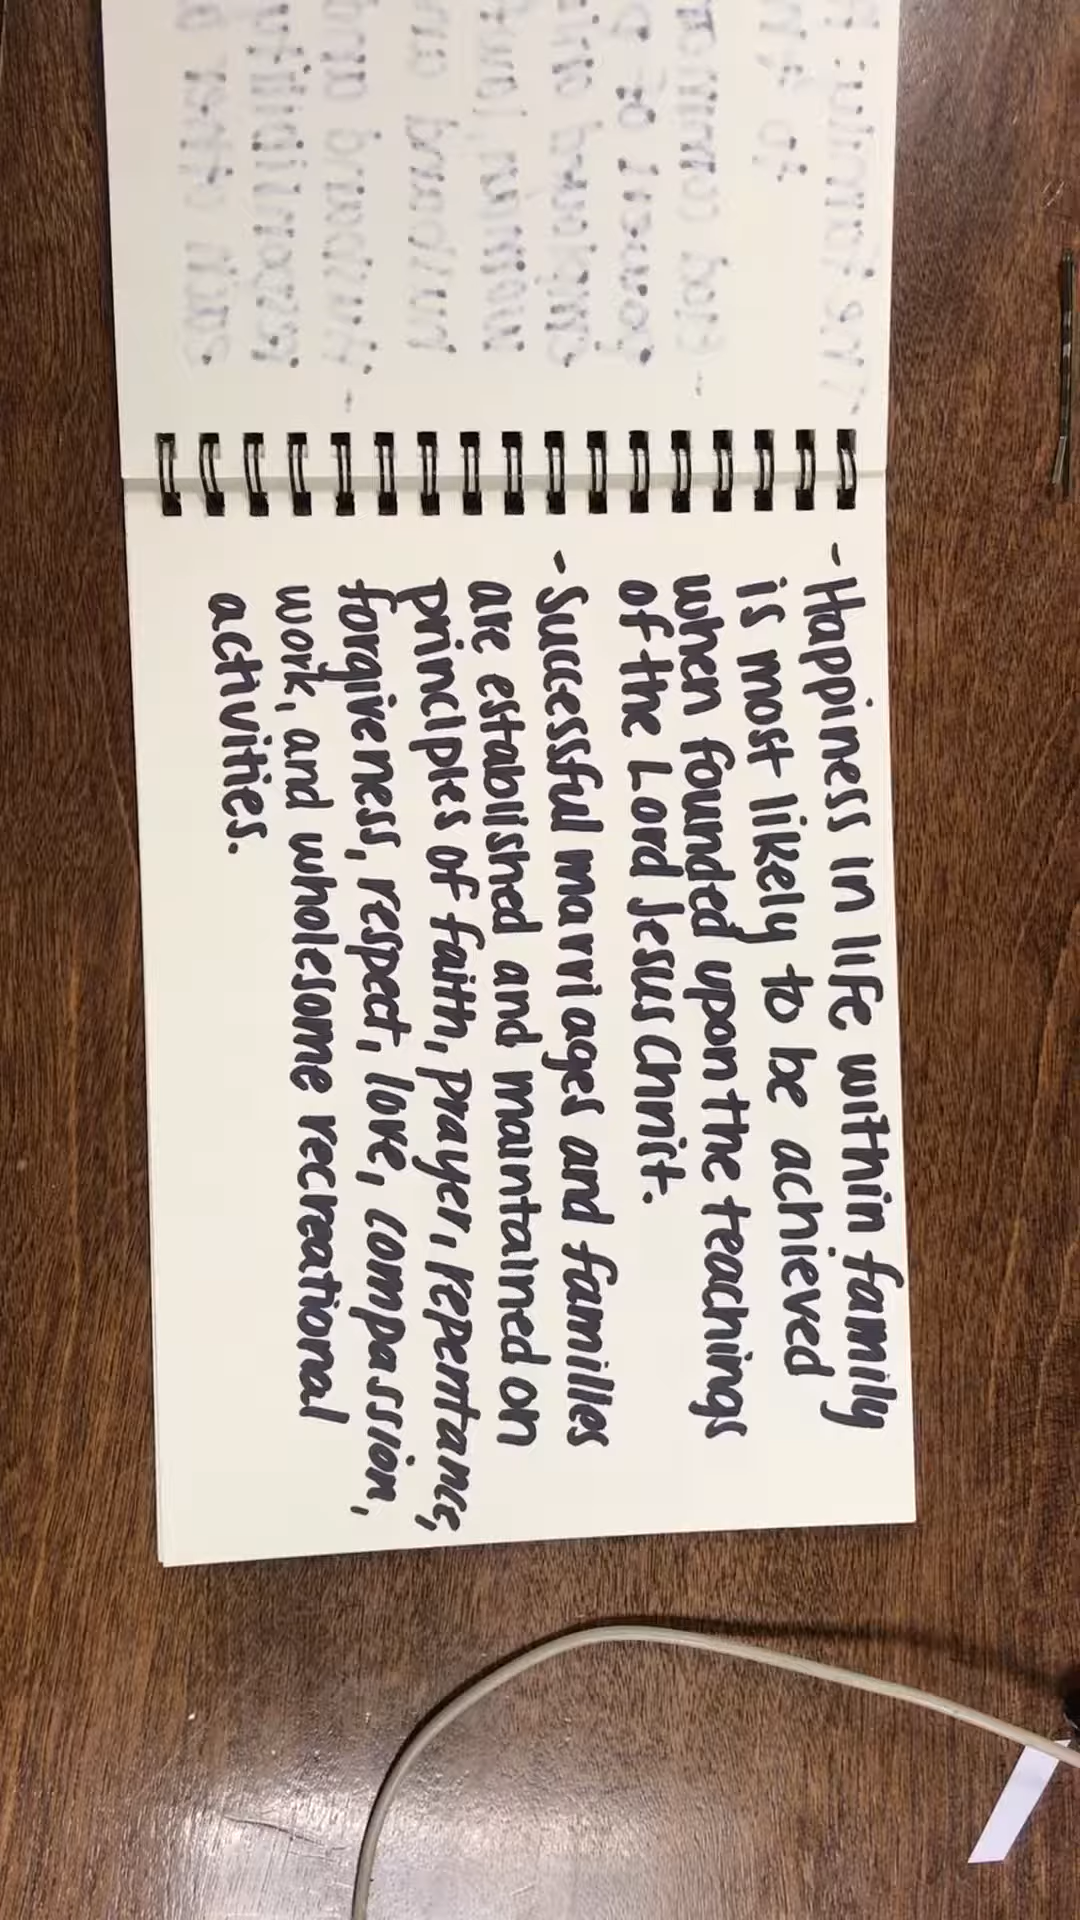 -Happiness in life within family
is most likely to be achieved
when founded upon the teachings
of the Lord Jesus Christ.
-Successful marriages and families
are established and maintained on
principles of faith, prayer, repentance,
forgiveness, respect, love, compassion,
work, and wholesome recreational
activities.